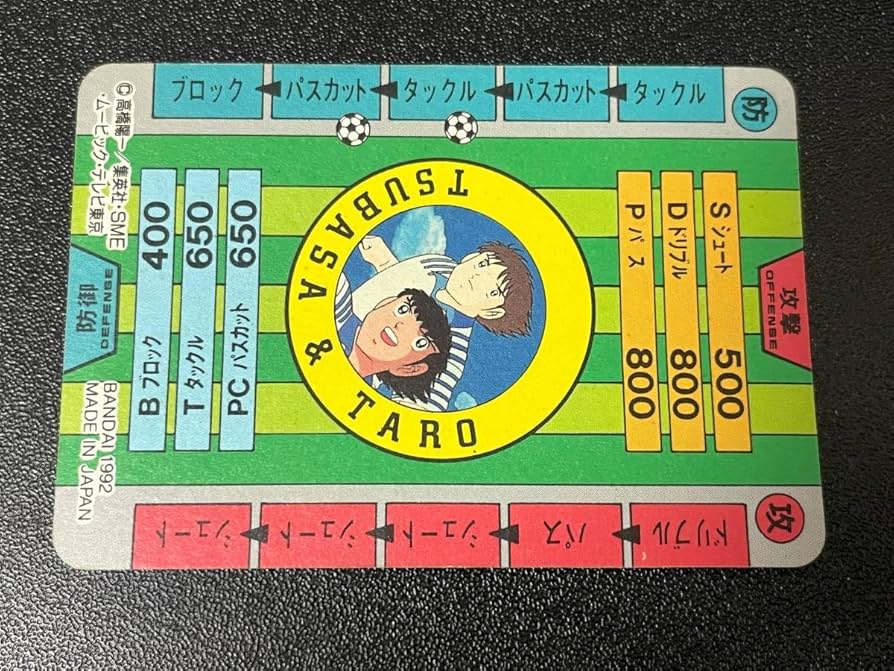 防
タックル
パスカット
タックル
パスカット
ブロック
攻撃
OFFENSE
S シュート 500
D ドリブル 800
P パス 800
TSUBASA & TARO
PC パスカット 650
T タックル 650
B ブロック 400
防御
DEFENSE
©高橋陽一/集英社・SME
・ムービック・テレビ東京
BANDAI 1992
MADE IN JAPAN
攻
ドリブル
パス
シュート
シュート
シュート